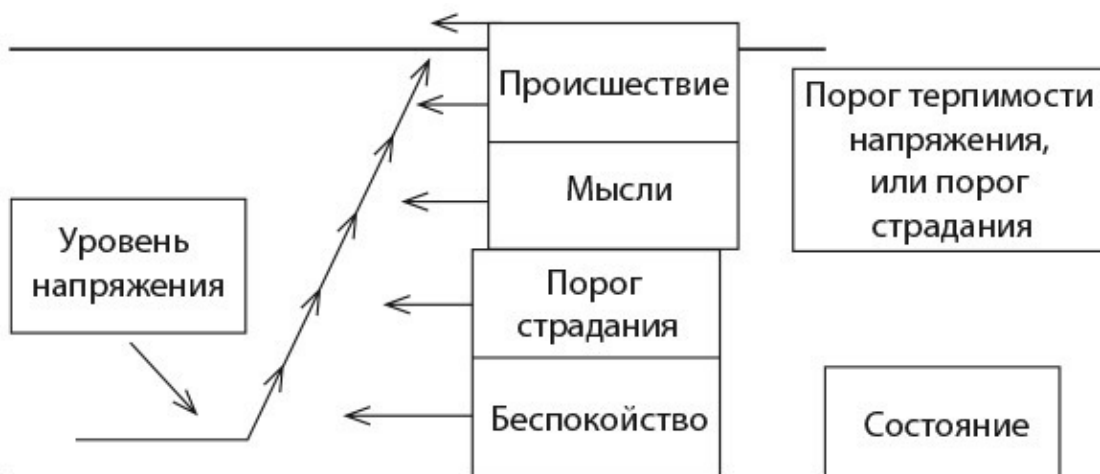 Происшествие
Порог терпимости
напряжения,
или порог
страдания
Мысли
Уровень
напряжения
Порог
страдания
Беспокойство
Состояние